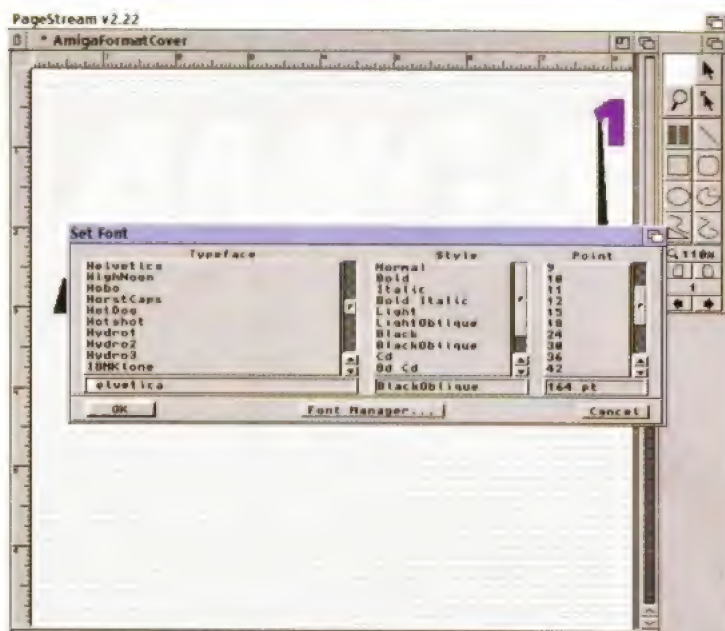 PageStream v2.22
* AmigaFormatCover
1
Set Font
Typeface
Helvetica
HighNoon
Hobo
HorstCaps
HotDog
Hotshot
Hydro1
Hydro2
Hydro3
IBMKlone
elvetica
Style
Normal
Bold
Italic
Bold Italic
Light
LightOblique
Black
BlackOblique
Cd
Bd Cd
BlackOblique
Point
9
10
11
12
15
18
24
30
36
42
164 pt
OK
Font Manager...
Cancel
110%
1